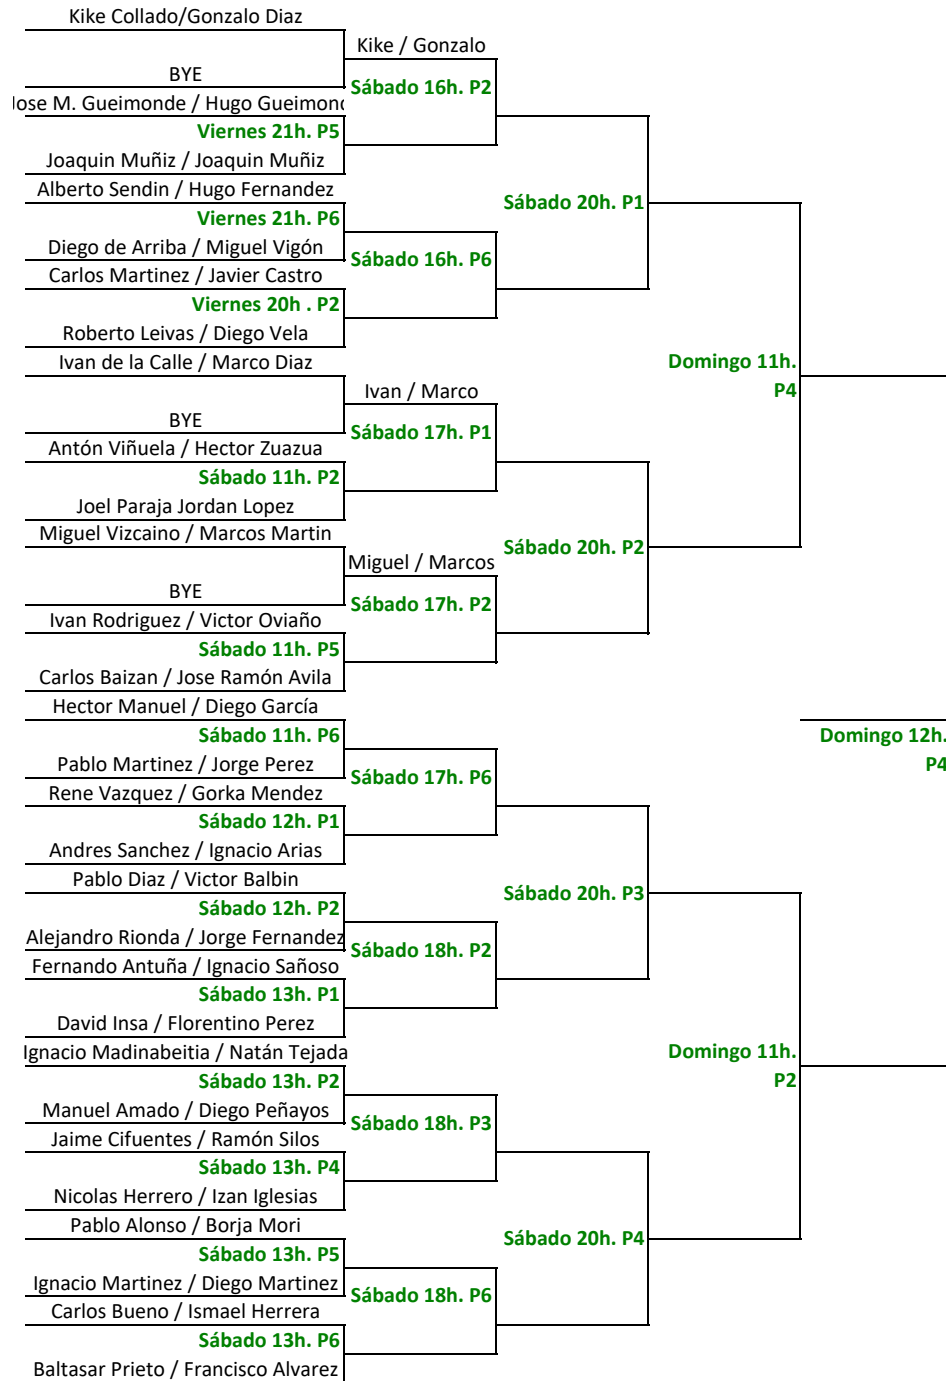 Kike Collado/Gonzalo Diaz
Kike / Gonzalo
BYE
Sábado 16h. P2
Jose M. Gueimonde / Hugo Gueimond
Viernes 21h. P5
Joaquin Muñiz / Joaquin Muñiz
Alberto Sendin / Hugo Fernandez
Sábado 20h. P1
Viernes 21h. P6
Diego de Arriba / Miguel Vigón
Sábado 16h. P6
Carlos Martinez / Javier Castro
Viernes 20h . P2
Roberto Leivas / Diego Vela
Ivan de la Calle / Marco Diaz
Domingo 11h.
P4
Ivan / Marco
BYE
Sábado 17h. P1
Antón Viñuela / Hector Zuazua
Sábado 11h. P2
Joel Paraja Jordan Lopez
Miguel Vizcaino / Marcos Martin
Sábado 20h. P2
Miguel / Marcos
BYE
Sábado 17h. P2
Ivan Rodriguez / Victor Oviaño
Sábado 11h. P5
Carlos Baizan / Jose Ramón Avila
Hector Manuel / Diego García
Sábado 11h. P6
Domingo 12h.
P4
Pablo Martinez / Jorge Perez
Sábado 17h. P6
Rene Vazquez / Gorka Mendez
Sábado 12h. P1
Andres Sanchez / Ignacio Arias
Pablo Diaz / Victor Balbin
Sábado 20h. P3
Sábado 12h. P2
Alejandro Rionda / Jorge Fernandez
Sábado 18h. P2
Fernando Antuña / Ignacio Sañoso
Sábado 13h. P1
David Insa / Florentino Perez
Ignacio Madinabeitia / Natán Tejada
Domingo 11h.
P2
Sábado 13h. P2
Manuel Amado / Diego Peñayos
Sábado 18h. P3
Jaime Cifuentes / Ramón Silos
Sábado 13h. P4
Nicolas Herrero / Izan Iglesias
Pablo Alonso / Borja Mori
Sábado 20h. P4
Sábado 13h. P5
Ignacio Martinez / Diego Martinez
Sábado 18h. P6
Carlos Bueno / Ismael Herrera
Sábado 13h. P6
Baltasar Prieto / Francisco Alvarez